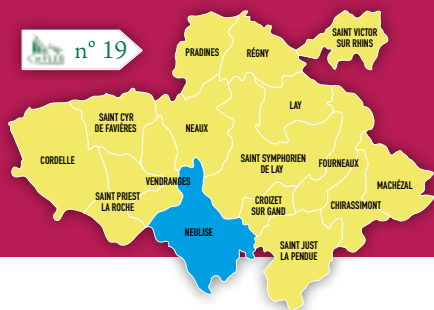 n° 19
PRADINES
RÉGNY
SAINT VICTOR
SUR RHINS
SAINT CYR
DE FAVIÈRES
NEAUX
LAY
CORDELLE
SAINT SYMPHORIEN
DE LAY
FOURNEAUX
VENDRANGES
MACHÉZAL
SAINT PRIEST
LA ROCHE
CROIZET
SUR GAND
CHIRASSIMONT
NEULISE
SAINT JUST
LA PENDUE